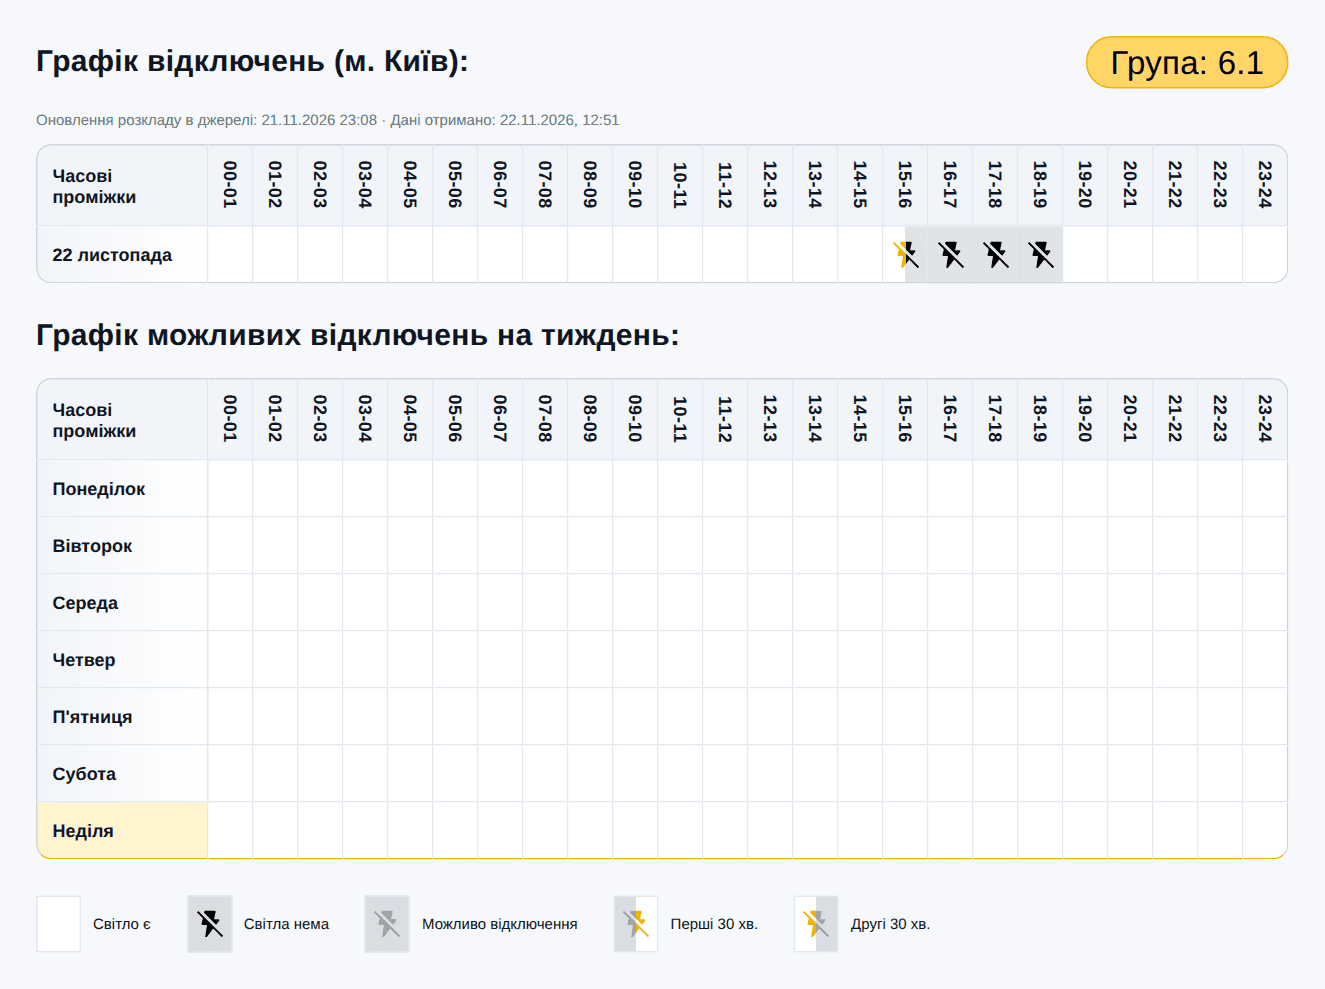 Графік відключень (м. Київ):
Група: 6.1
Оновлення розкладу в джерелі: 21.11.2026 23:08 · Дані отримано: 22.11.2026, 12:51
Часові проміжки 00-01 01-02 02-03 03-04 04-05 05-06 06-07 07-08 08-09 09-10 10-11 11-12 12-13 13-14 14-15 15-16 16-17 17-18 18-19 19-20 20-21 21-22 22-23 23-24
22 листопада
Графік можливих відключень на тиждень:
Часові проміжки 00-01 01-02 02-03 03-04 04-05 05-06 06-07 07-08 08-09 09-10 10-11 11-12 12-13 13-14 14-15 15-16 16-17 17-18 18-19 19-20 20-21 21-22 22-23 23-24
Понеділок
Вівторок
Середа
Четвер
П'ятниця
Субота
Неділя
Світло є Світла нема Можливо відключення Перші 30 хв. Другі 30 хв.